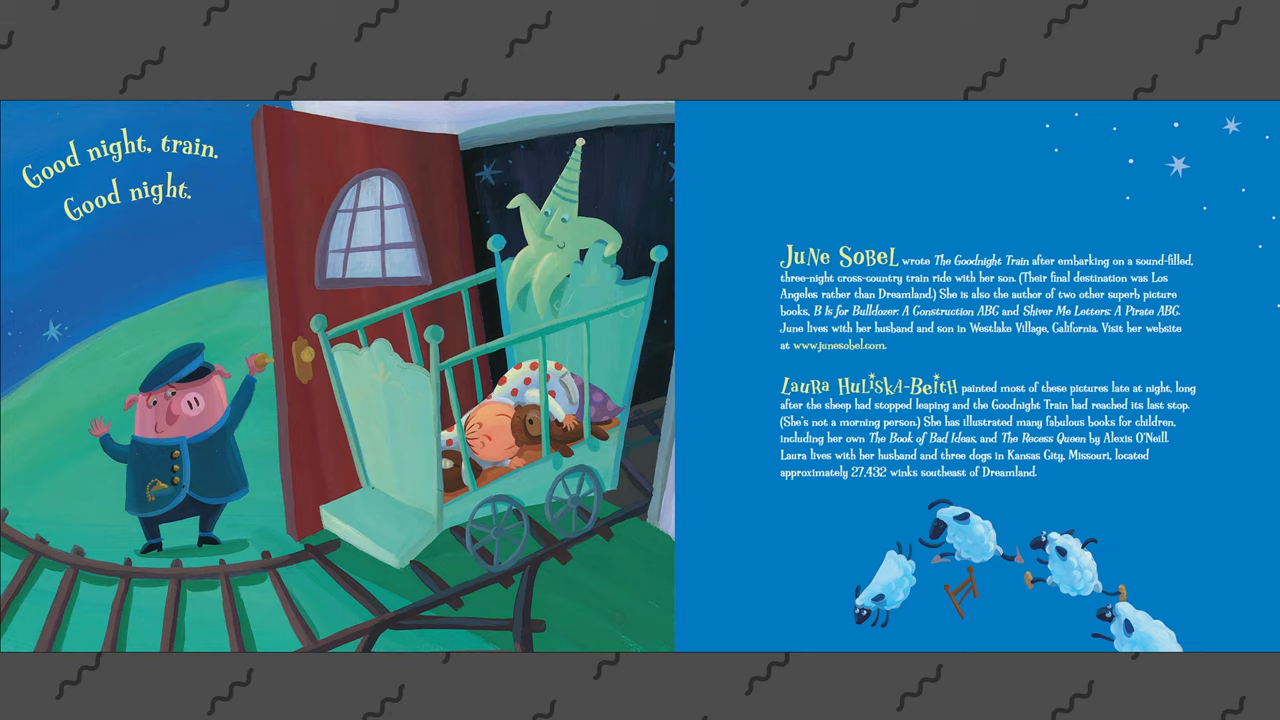 Good night, train.
Good night.
June Sobel wrote The Goodnight Train after embarking on a sound-filled,
three-night cross-country train ride with her son. (Their final destination was Los
Angeles rather than Dreamland.) She is also the author of two other superb picture
books, B Is for Bulldozer: A Construction ABC and Shiver Me Letters: A Pirate ABC.
June lives with her husband and son in Westlake Village, California. Visit her website
at www.junesobel.com.
Laura Huliska-Beith painted most of these pictures late at night, long
after the sheep had stopped leaping and the Goodnight Train had reached its last stop.
(She's not a morning person.) She has illustrated many fabulous books for children,
including her own The Book of Bad Ideas, and The Recess Queen by Alexis O'Neill.
Laura lives with her husband and three dogs in Kansas City, Missouri, located
approximately 27,432 winks southeast of Dreamland.